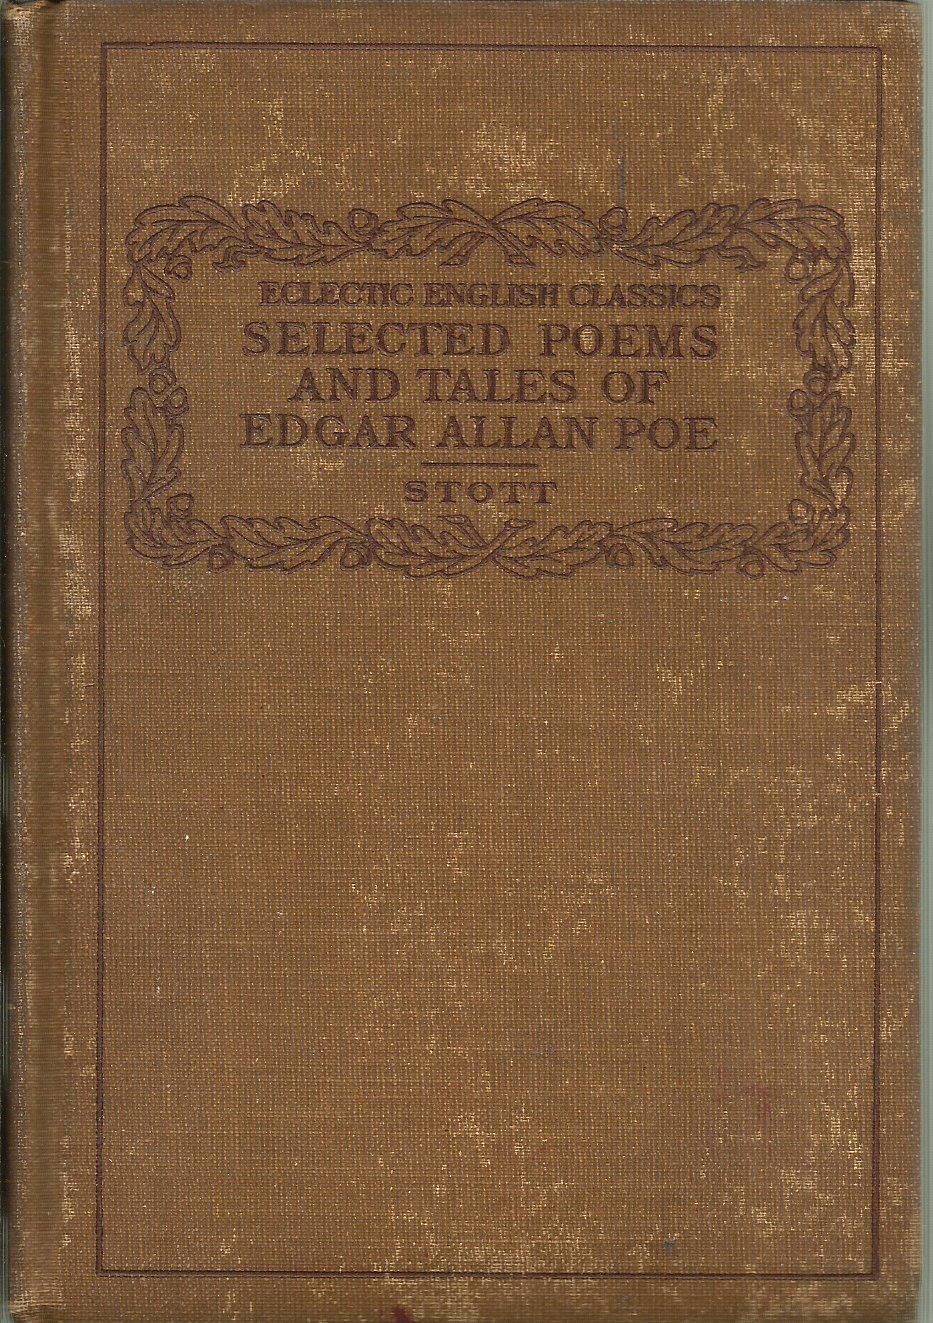 ECLECTIC ENGLISH CLASSICS
SELECTED POEMS
AND TALES OF
EDGAR ALLAN POE
STOTT